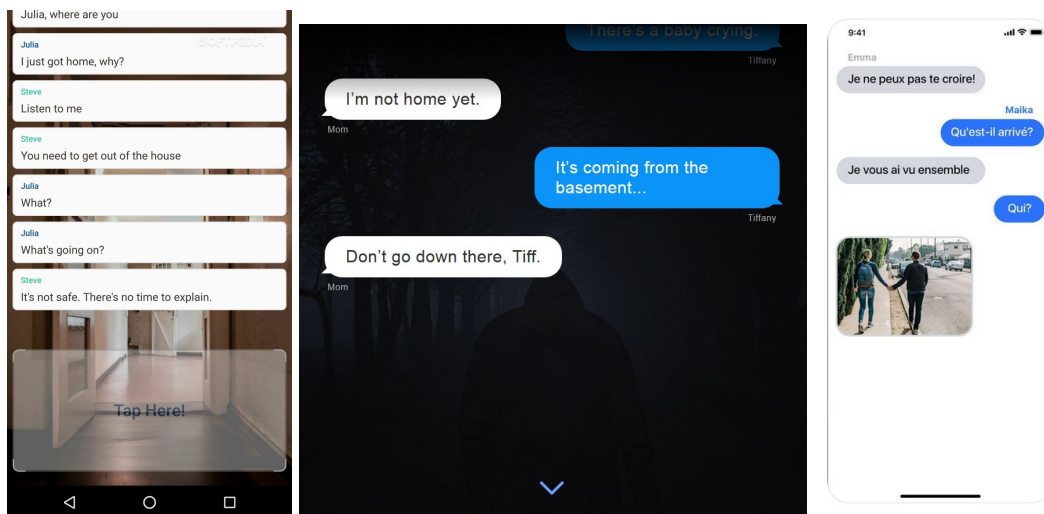 Julia, where are you
SOFTPEDIA
Julia
I just got home, why?
Steve
Listen to me
Steve
You need to get out of the house
Julia
What?
Julia
What's going on?
Steve
It's not safe. There's no time to explain.
Tap Here!
There's a baby crying.
Tiffany
I'm not home yet.
Mom
It's coming from the
basement...
Tiffany
Don't go down there, Tiff.
Mom
9:41
Emma
Je ne peux pas te croire!
Maika
Qu'est-il arrivé?
Je vous ai vu ensemble
Qui?